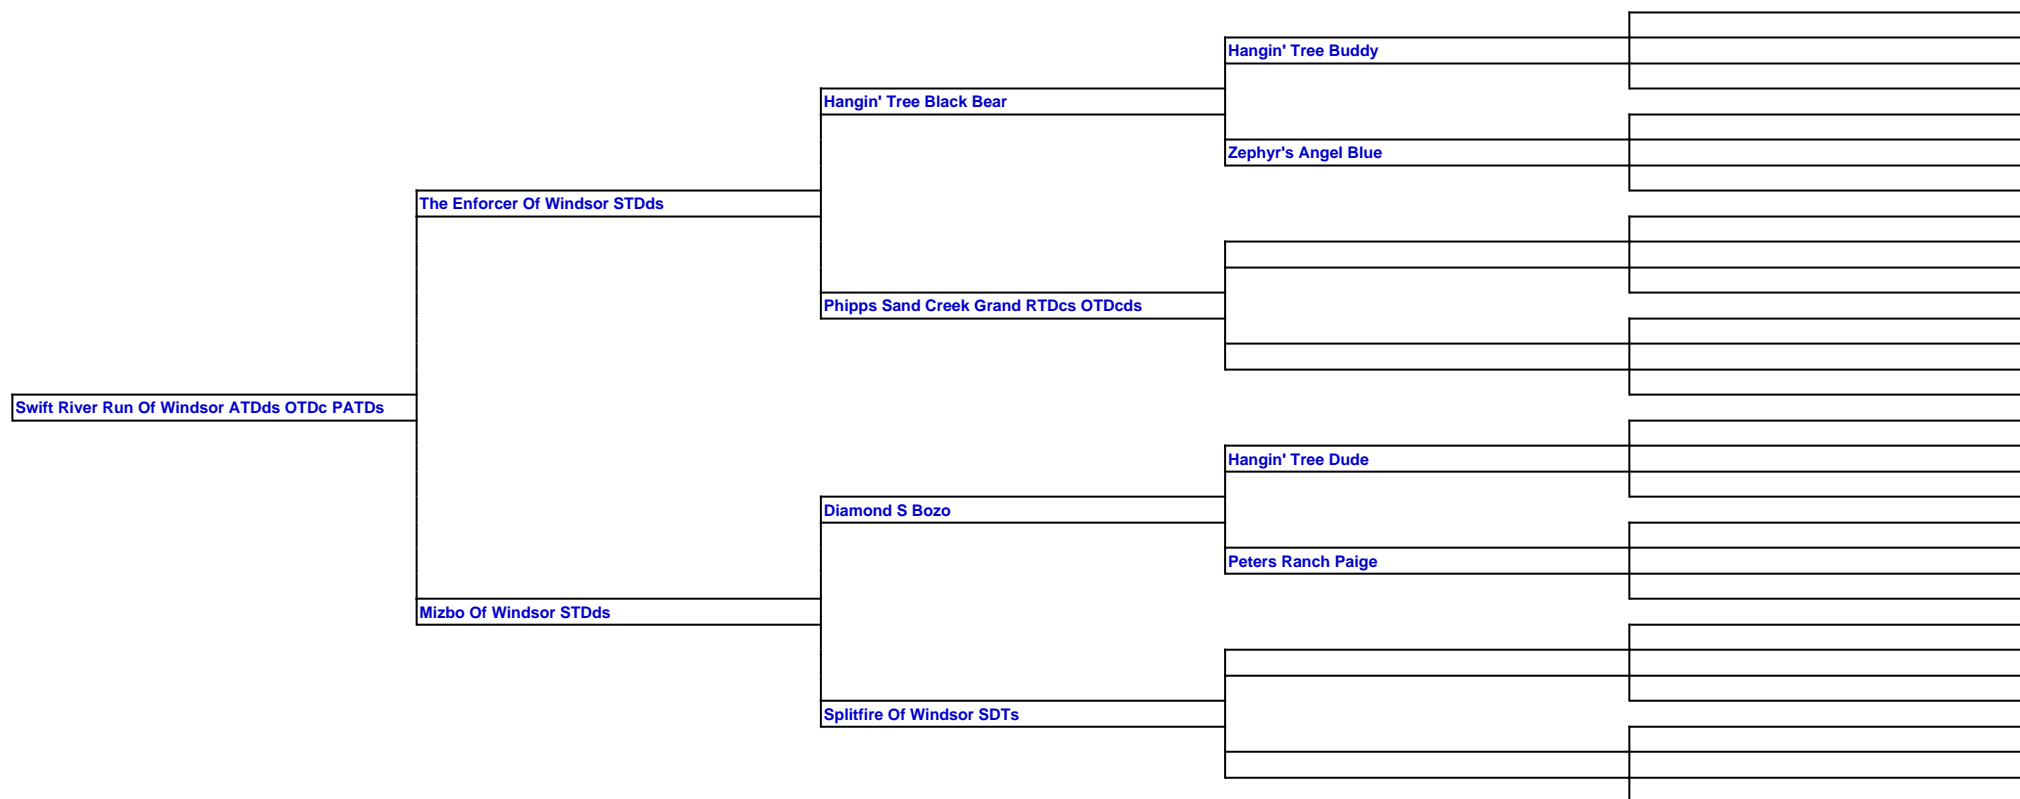 Hangin' Tree Buddy
Hangin' Tree Black Bear
Zephyr's Angel Blue
The Enforcer Of Windsor STDds
Phipps Sand Creek Grand RTDcs OTDcds
Swift River Run Of Windsor ATDds OTDc PATDs
Hangin' Tree Dude
Diamond S Bozo
Peters Ranch Paige
Mizbo Of Windsor STDds
Splitfire Of Windsor SDTs